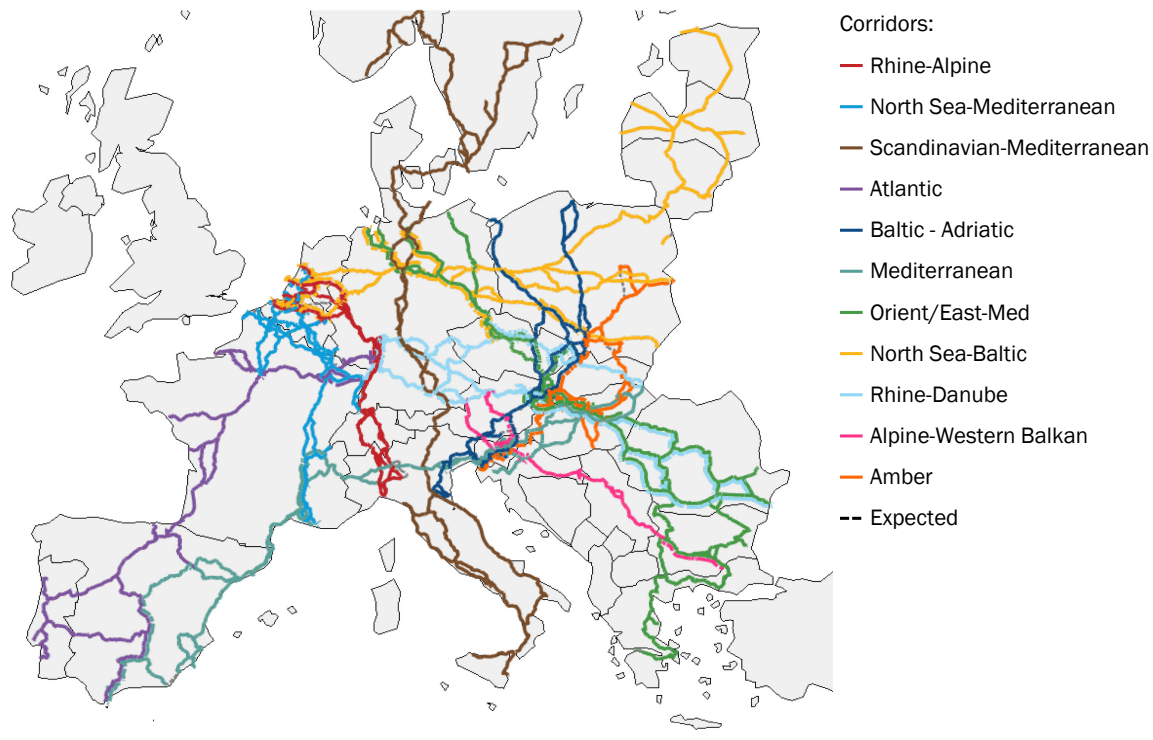 Corridors:
Rhine-Alpine
North Sea-Mediterranean
Scandinavian-Mediterranean
Atlantic
Baltic - Adriatic
Mediterranean
Orient/East-Med
North Sea-Baltic
Rhine-Danube
Alpine-Western Balkan
Amber
Expected